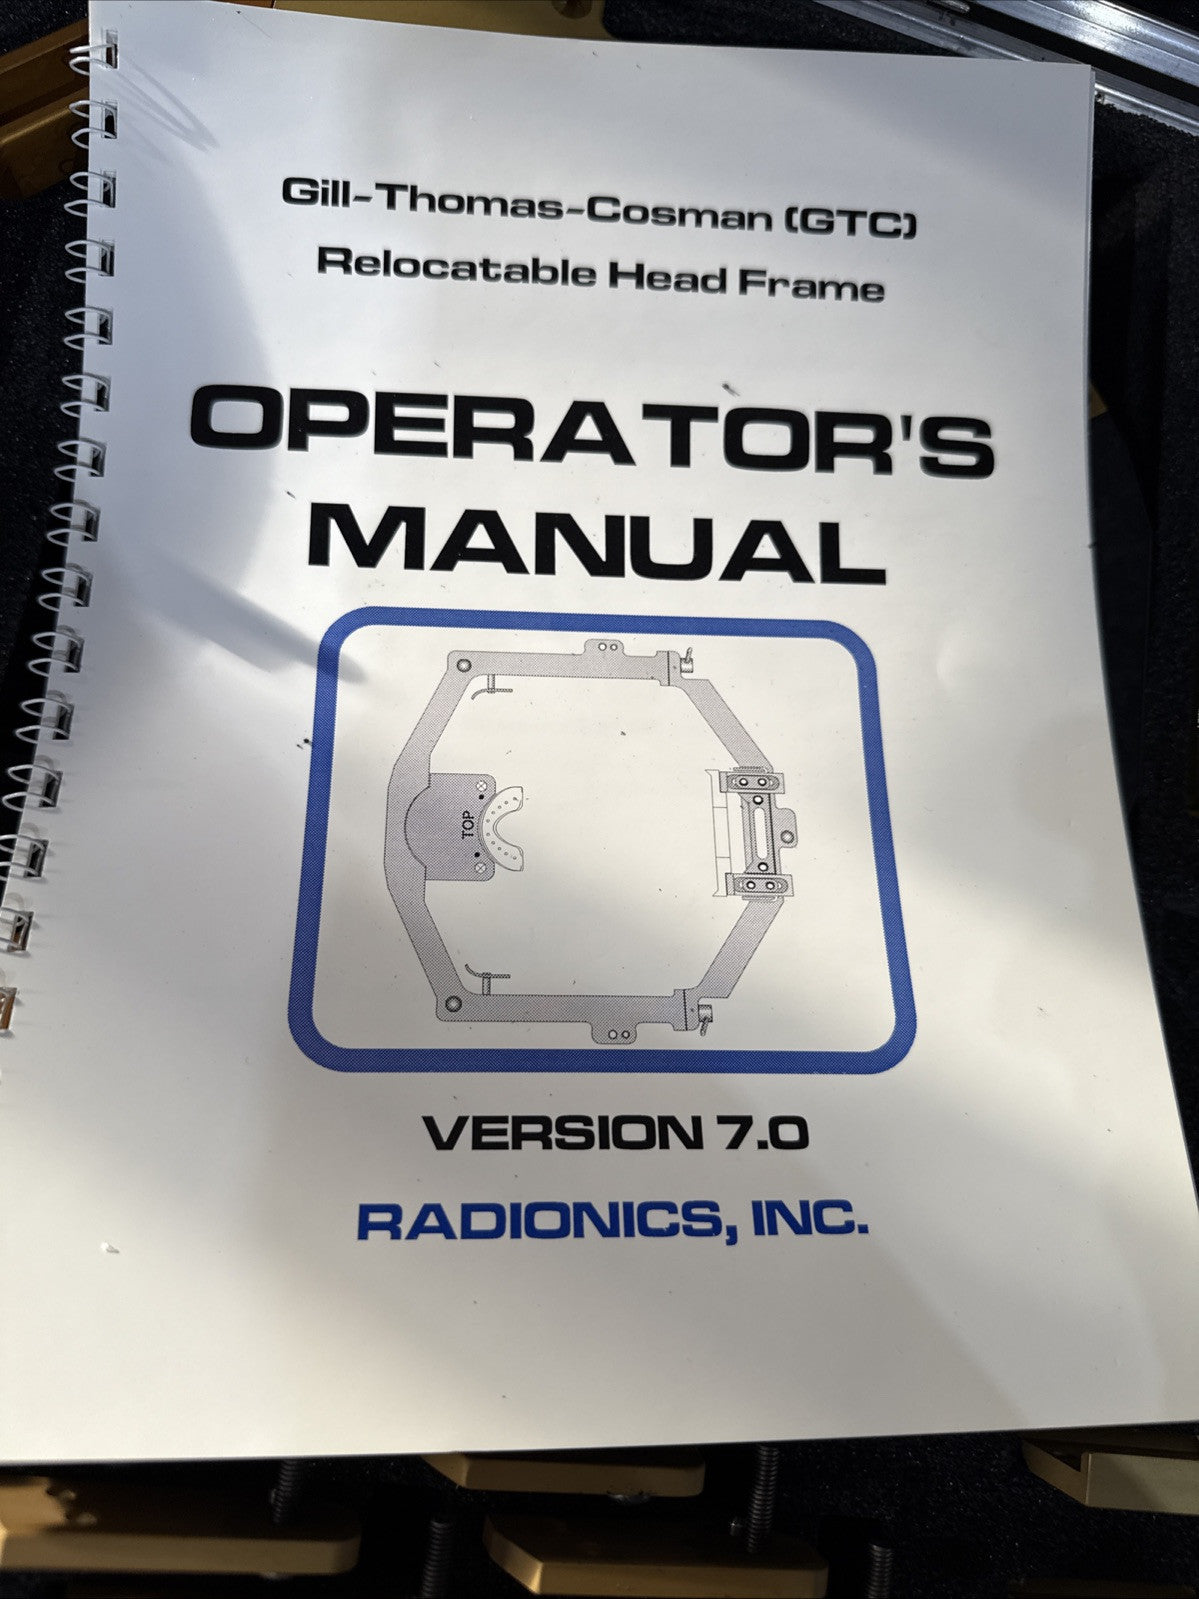 Gill-Thomas-Cosman (GTC)
Relocatable Head Frame
OPERATOR'S
MANUAL
TOP
VERSION 7.0
RADIONICS, INC.